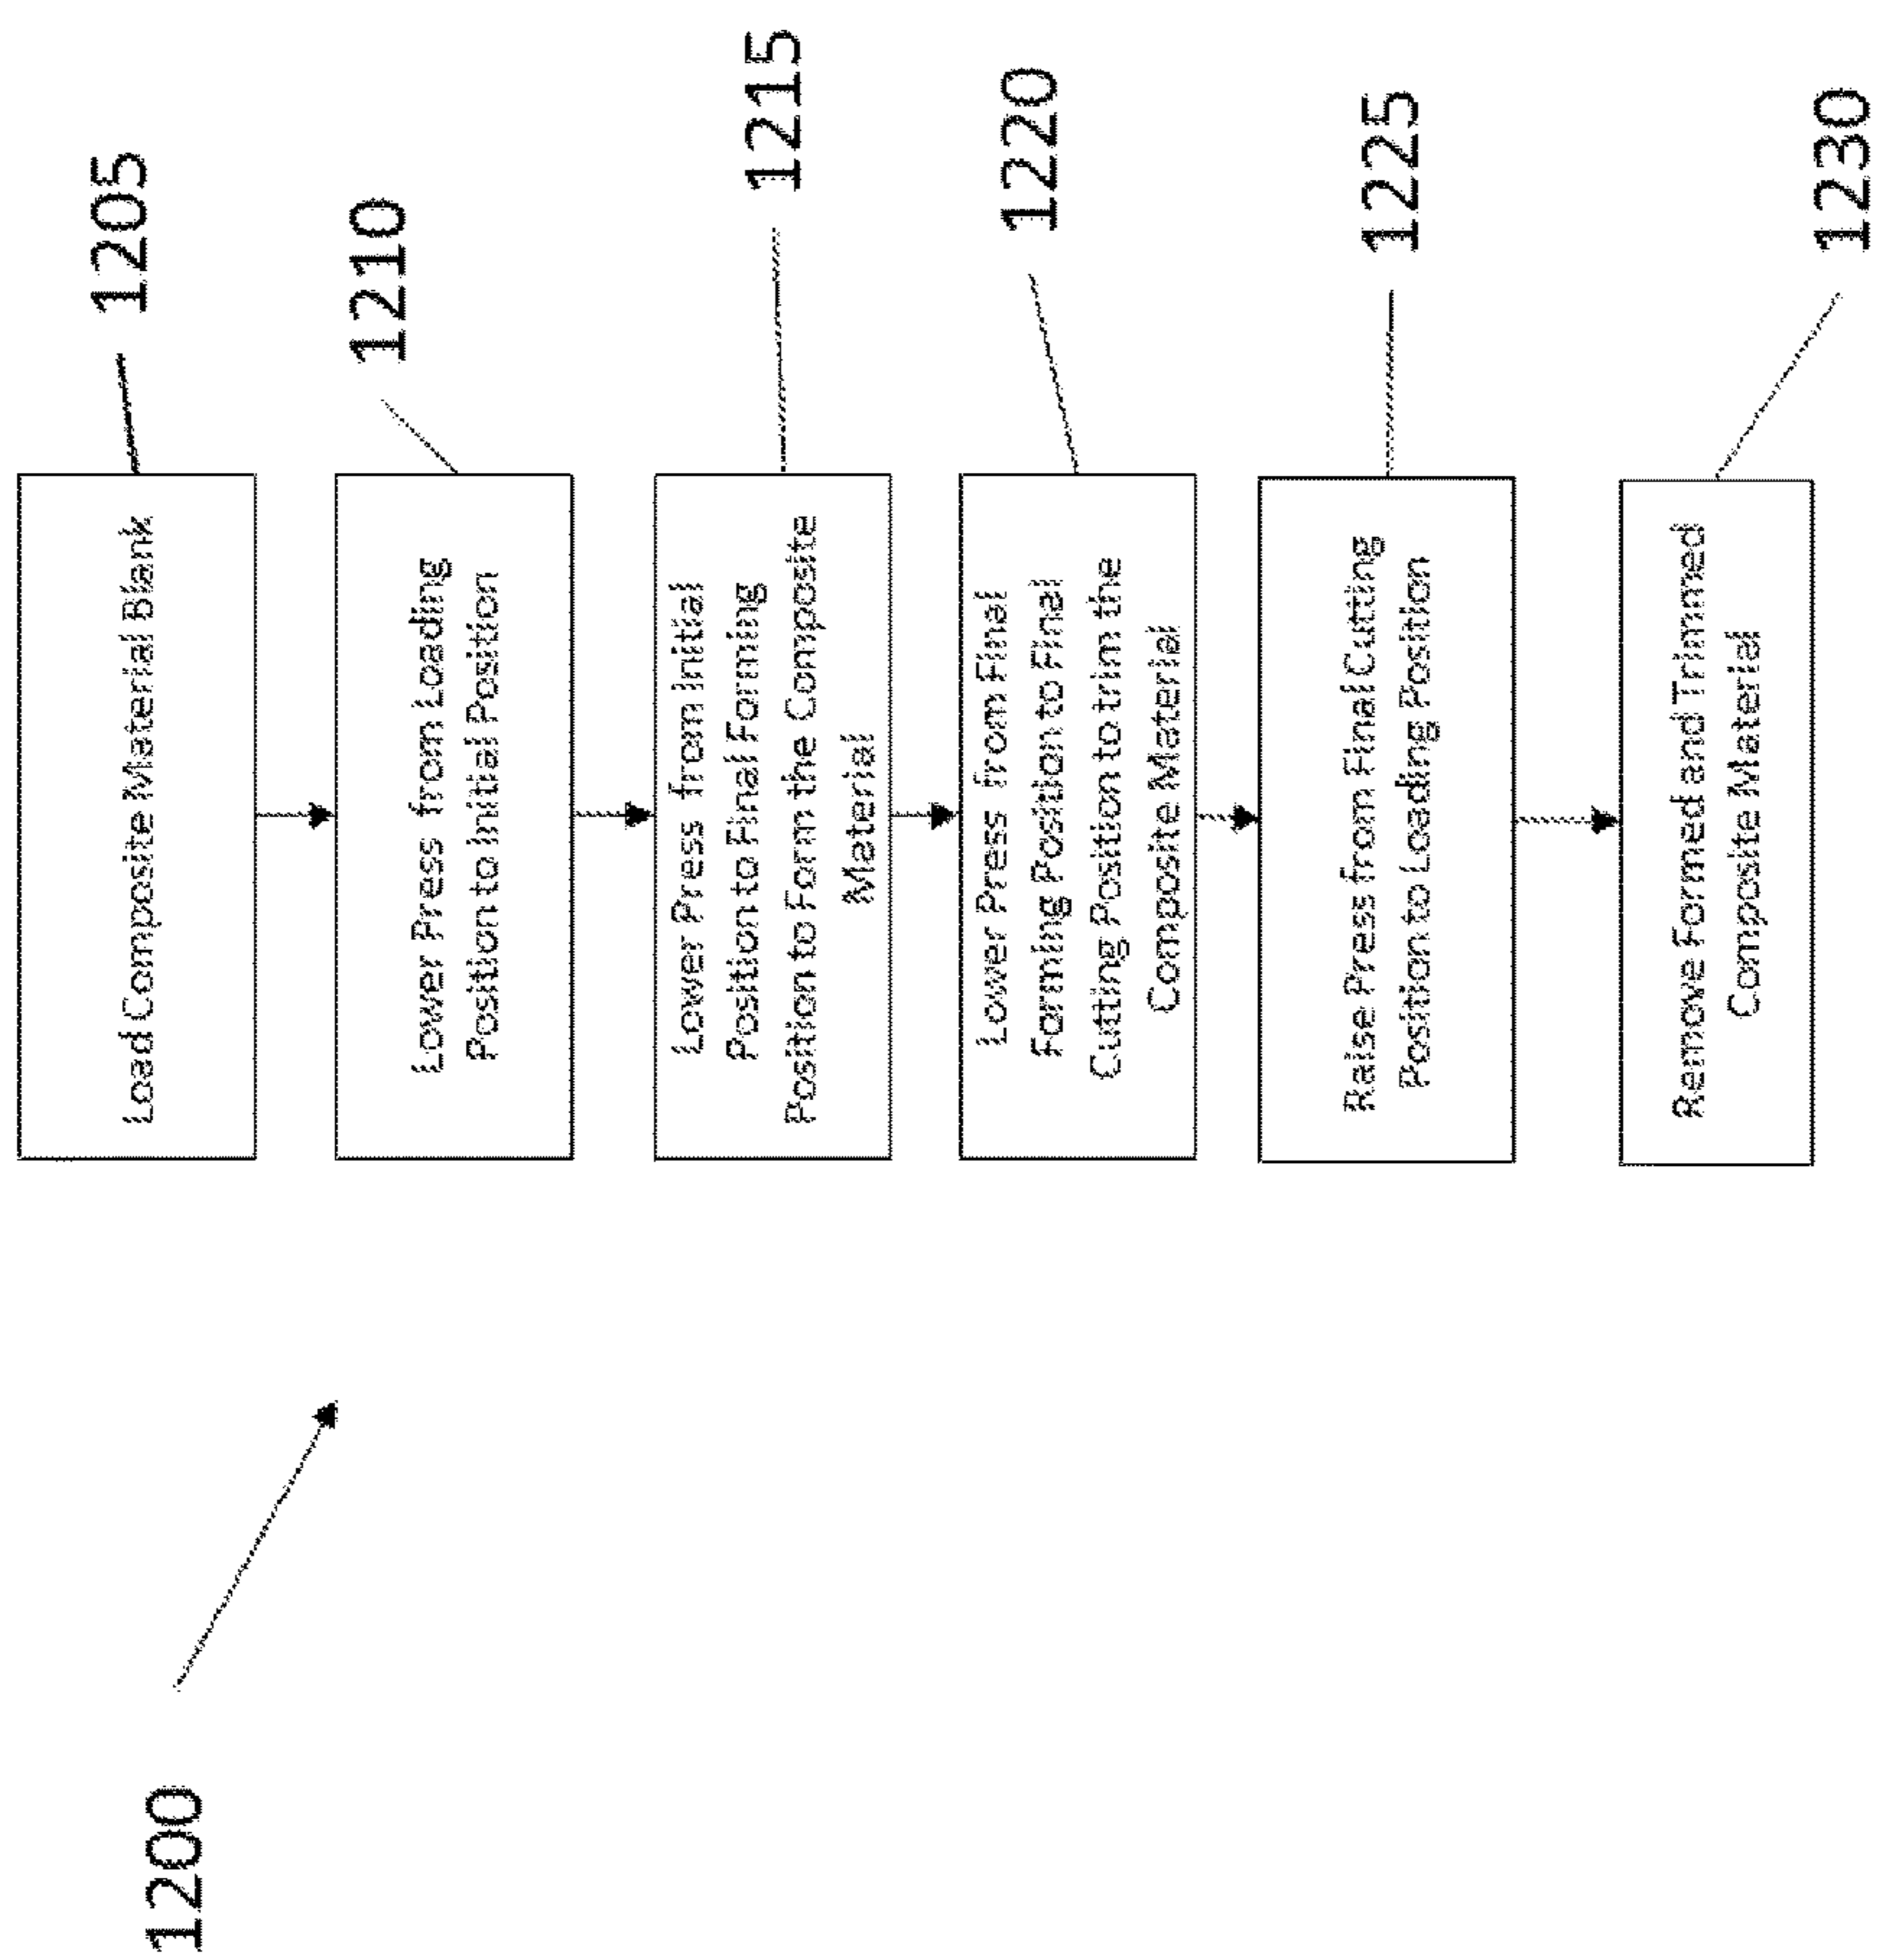 1200
Load Composite Material Blank
1205
Lower Press from Loading
Position to Initial Position
1210
Lower Press from Initial
Position to Final Forming
Position to Form the Composite
Material
1215
Lower Press from Final
Forming Position to Final
Cutting Position to trim the
Composite Material
1220
Raise Press from Final Cutting
Position to Loading Position
1225
Remove Formed and Trimmed
Composite Material
1230